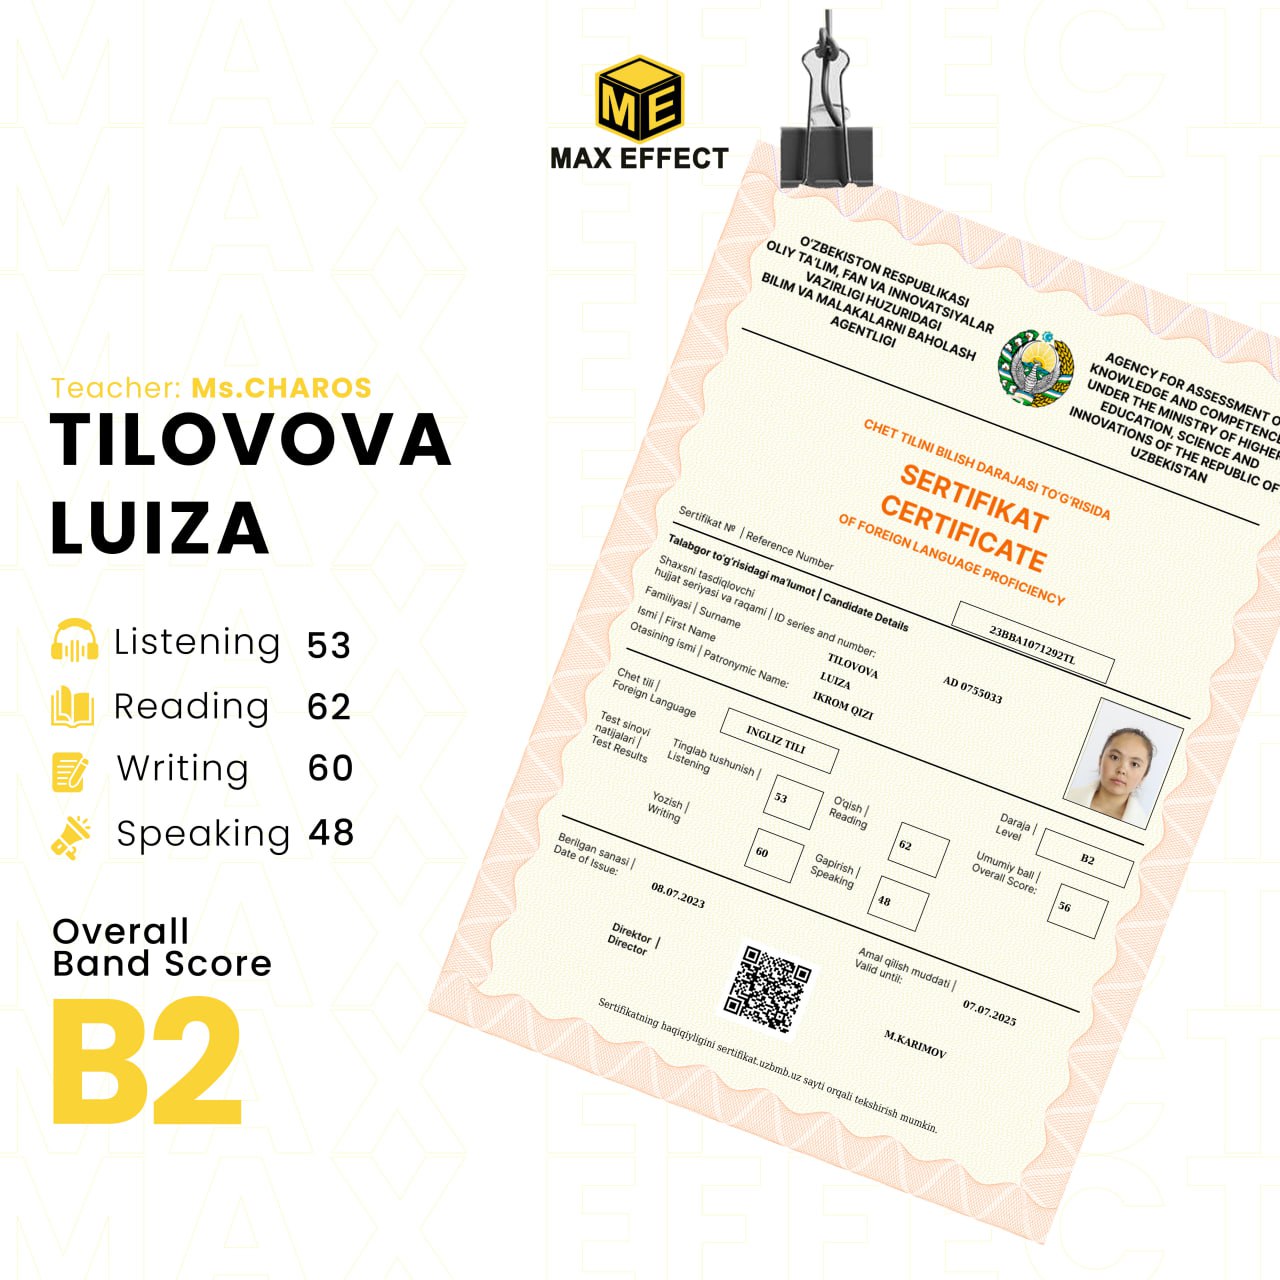 MAX EFFECT
ME
MAX EFFECT
Teacher: Ms.CHAROS
TILOVOVA
LUIZA
Listening 53
Reading 62
Writing 60
Speaking 48
Overall
Band Score
B2
O‘ZBEKISTON RESPUBLIKASI
OLIY TA’LIM, FAN VA INNOVATSIYALAR
VAZIRLIGI HUZURIDAGI
BILIM VA MALAKALARNI BAHOLASH
AGENTLIGI
AGENCY FOR ASSESSMENT O
KNOWLEDGE AND COMPETENCE
UNDER THE MINISTRY OF HIGHER
EDUCATION, SCIENCE AND
INNOVATIONS OF THE REPUBLIC OF
UZBEKISTAN
CHET TILINI BILISH DARAJASI TO‘G‘RISIDA
SERTIFIKAT
CERTIFICATE
OF FOREIGN LANGUAGE PROFICIENCY
Sertifikat № | Reference Number
23BBA1071292TL
Talabgor to‘g‘risidagi ma’lumot | Candidate Details
Shaxsni tasdiqlovchi
hujjat seriyasi va raqami | ID series and number:
AD 0755033
Familiyasi | Surname
TILOVOVA
Ismi | First Name
LUIZA
Otasining ismi | Patronymic Name:
IKROM QIZI
Chet tili |
Foreign Language
INGLIZ TILI
Test sinovi
natijalari |
Test Results
Tinglab tushunish |
Listening
53
O‘qish |
Reading
62
Daraja |
Level
B2
Yozish |
Writing
60
Gapirish |
Speaking
48
Umumiy ball |
Overall Score:
56
Berilgan sanasi |
Date of Issue:
08.07.2023
Amal qilish muddati |
Valid until:
07.07.2025
Direktor |
Director
M.KARIMOV
Sertifikatning haqiqiyligini sertifikat.uzbmb.uz sayti orqali tekshirish mumkin.